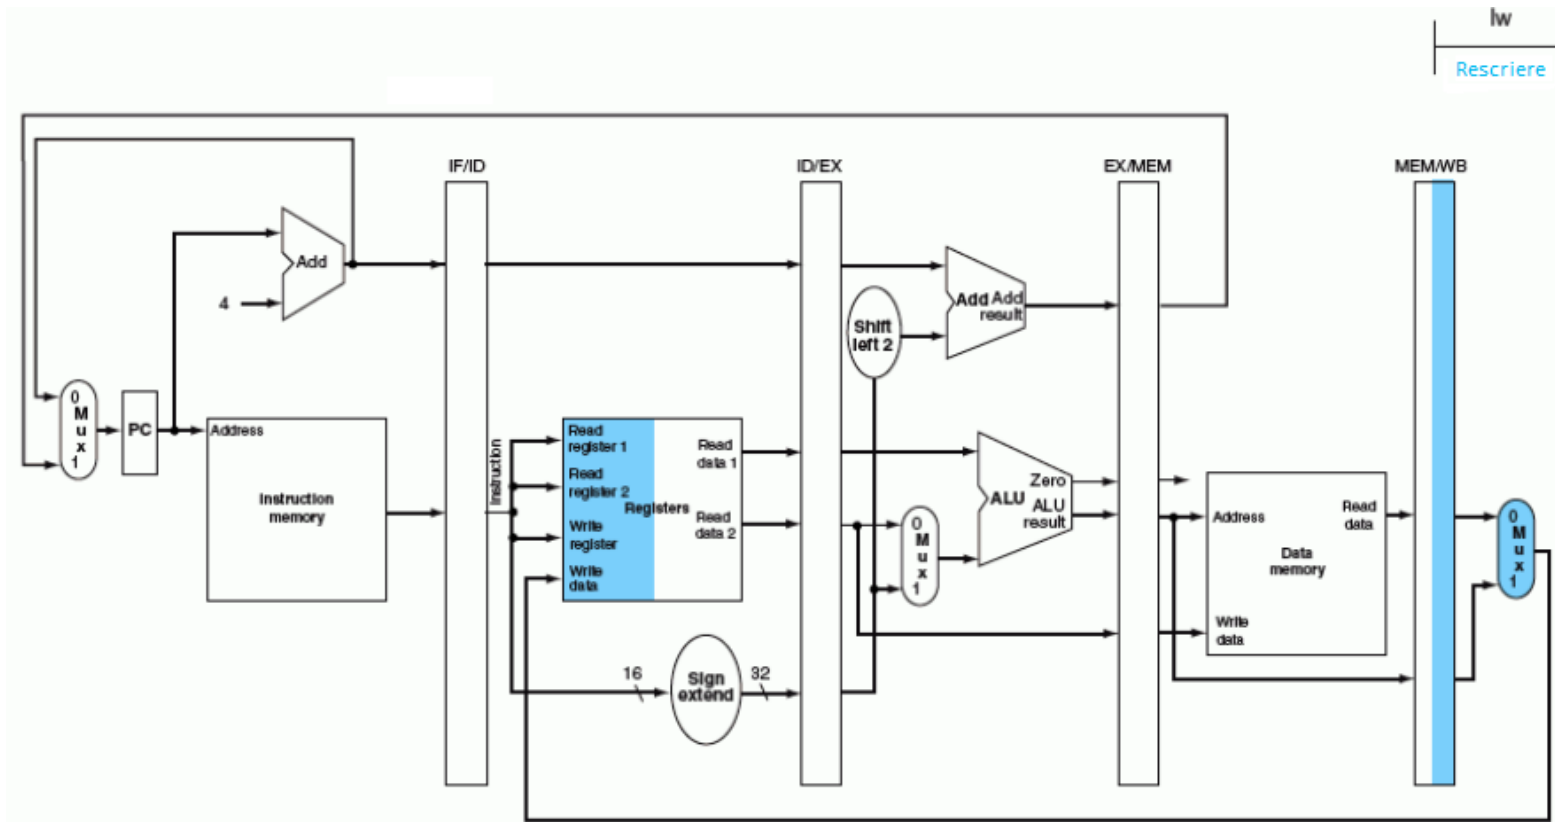 lw
Rescriere
IF/ID
ID/EX
EX/MEM
MEM/WB
Add
4
Shift
left 2
Add Add
result
0
M
u
x
1
PC
Address
Instruction
memory
Instruction
Read
register 1
Read
register 2
Write
register
Write
data
Registers
Read
data 1
Read
data 2
16
Sign
extend
32
0
M
u
x
1
Zero
ALU
ALU
result
Address
Read
data
Data
memory
Write
data
0
M
u
x
1